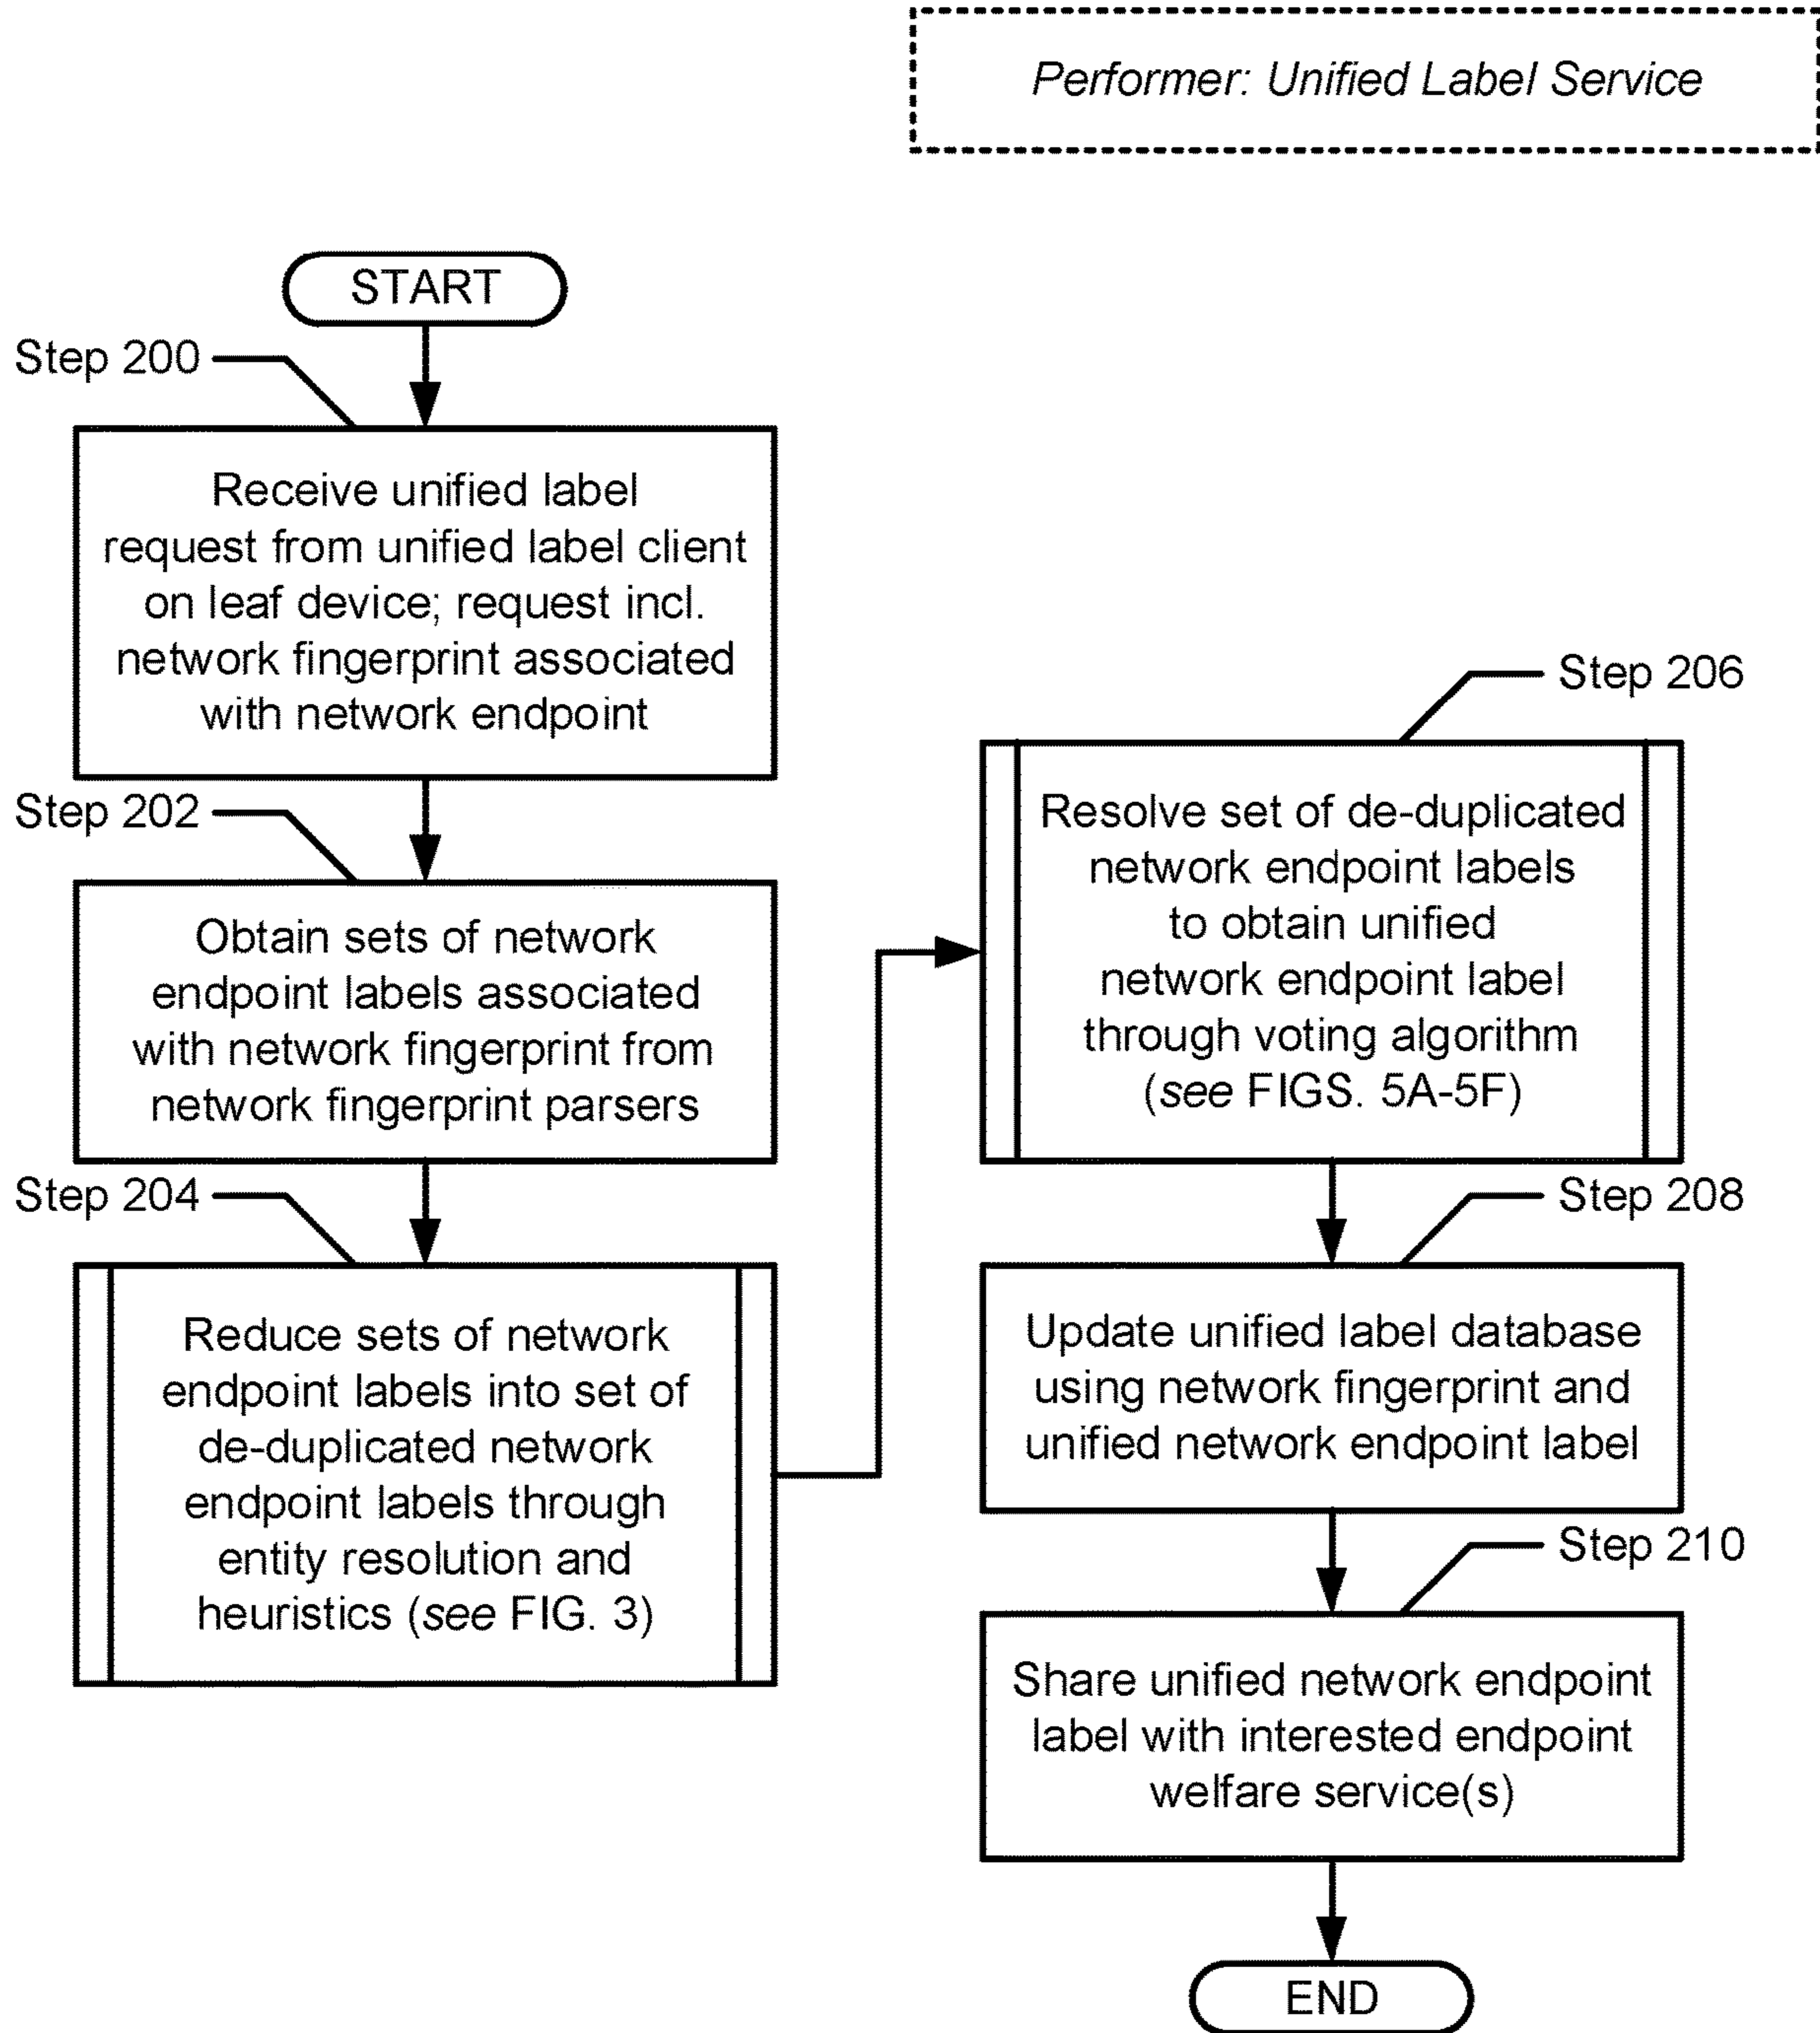 Performer: Unified Label Service
START
Step 200
Receive unified label
request from unified label client
on leaf device; request incl.
network fingerprint associated
with network endpoint
Step 202
Obtain sets of network
endpoint labels associated
with network fingerprint from
network fingerprint parsers
Step 204
Reduce sets of network
endpoint labels into set of
de-duplicated network
endpoint labels through
entity resolution and
heuristics (see FIG. 3)
Step 206
Resolve set of de-duplicated
network endpoint labels
to obtain unified
network endpoint label
through voting algorithm
(see FIGS. 5A-5F)
Step 208
Update unified label database
using network fingerprint and
unified network endpoint label
Step 210
Share unified network endpoint
label with interested endpoint
welfare service(s)
END